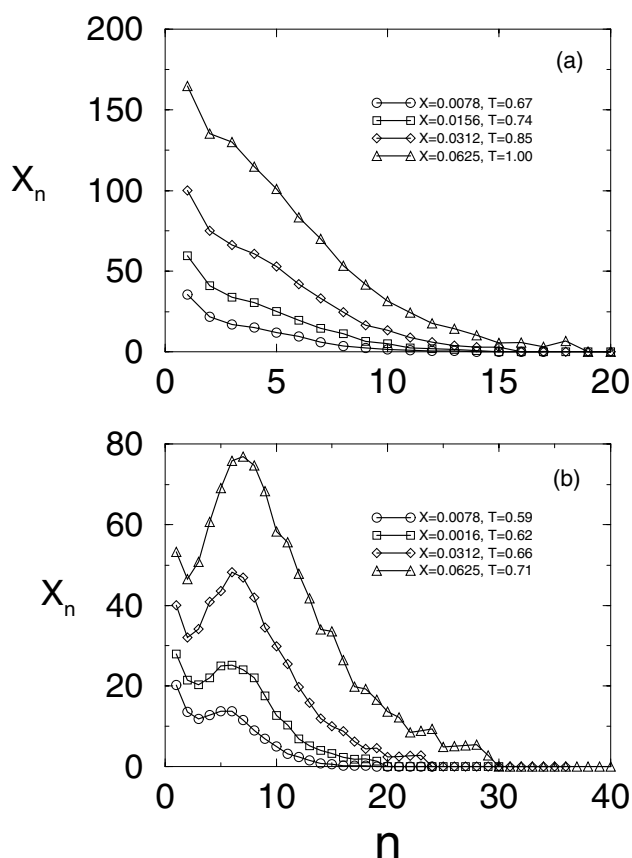 200
150
100
50
0
X_n
(a)
X=0.0078, T=0.67
X=0.0156, T=0.74
X=0.0312, T=0.85
X=0.0625, T=1.00
0 5 10 15 20
80
60
40
20
0
X_n
(b)
X=0.0078, T=0.59
X=0.0016, T=0.62
X=0.0312, T=0.66
X=0.0625, T=0.71
0 10 20 30 40
n